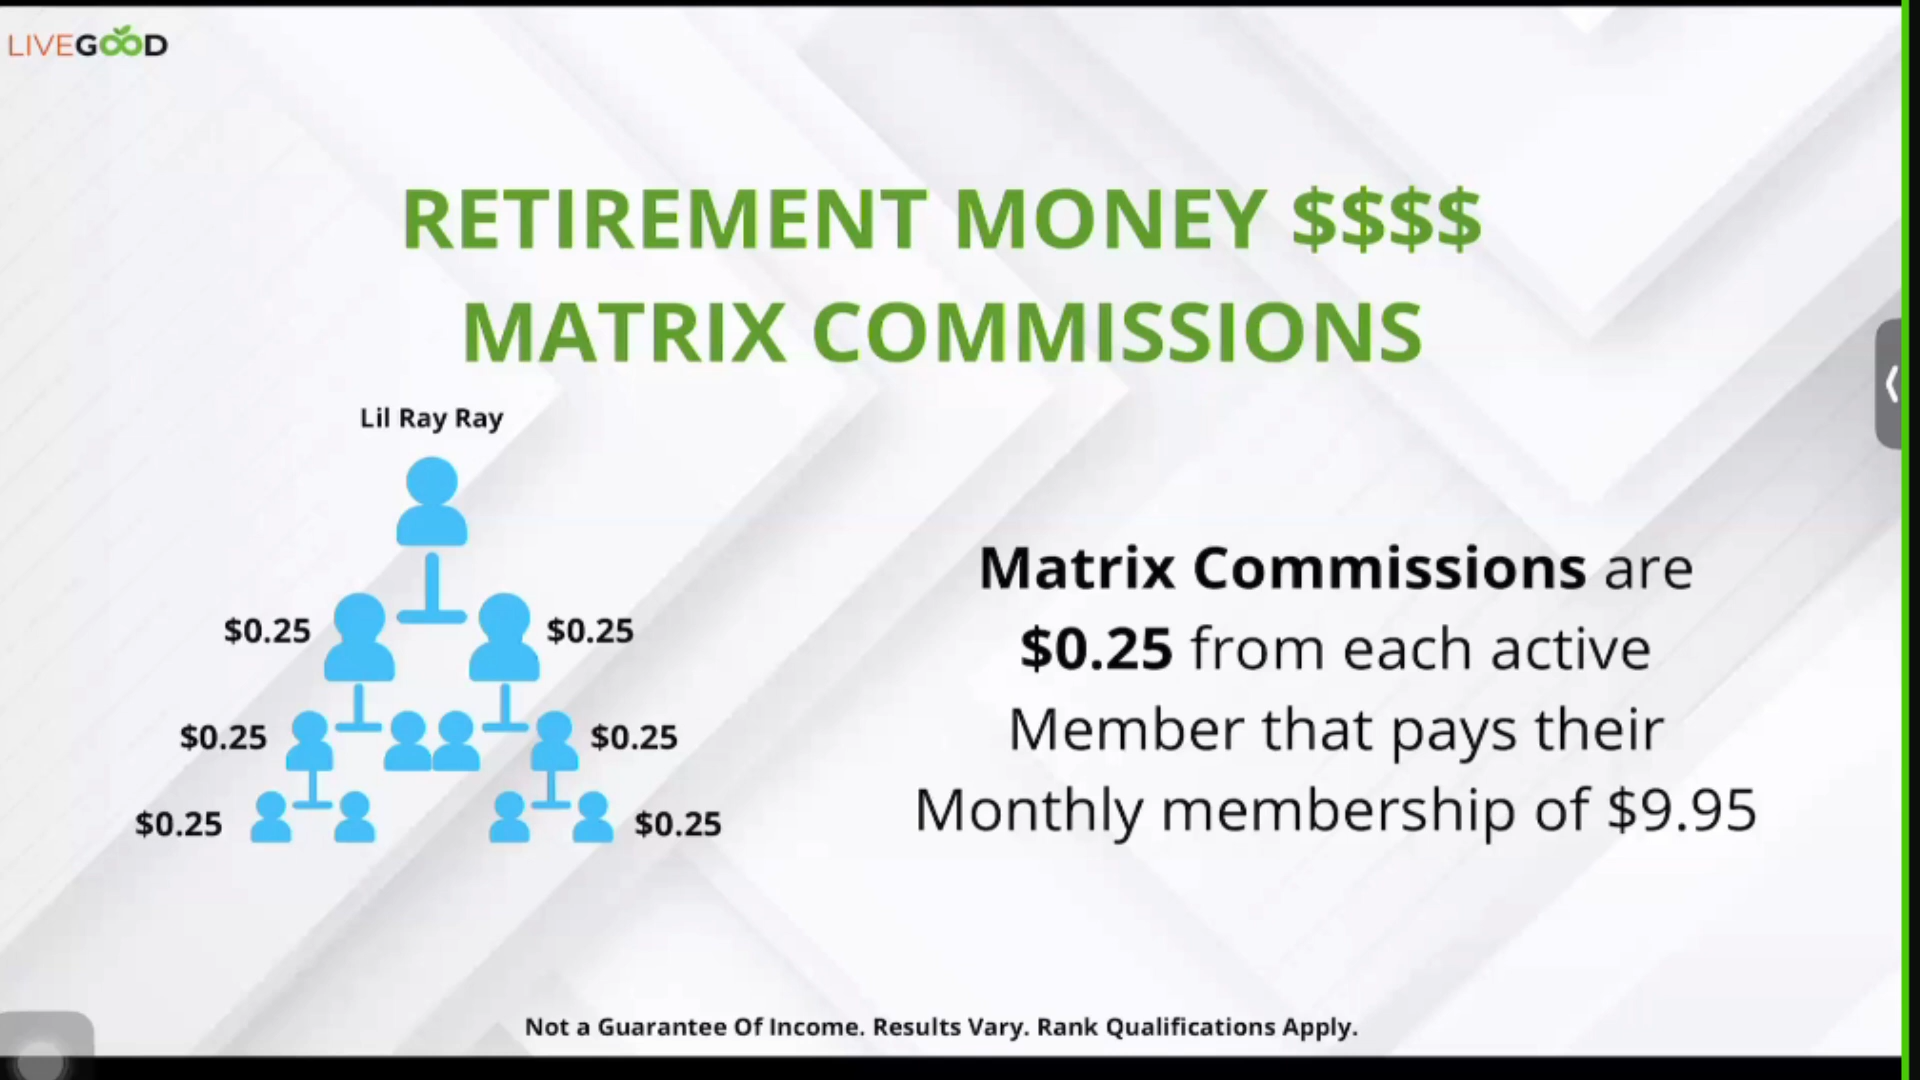 LIVEGOOD
RETIREMENT MONEY $$$$
MATRIX COMMISSIONS
Lil Ray Ray
$0.25 $0.25
$0.25 $0.25
$0.25 $0.25
Matrix Commissions are
$0.25 from each active
Member that pays their
Monthly membership of $9.95
Not a Guarantee Of Income. Results Vary. Rank Qualifications Apply.